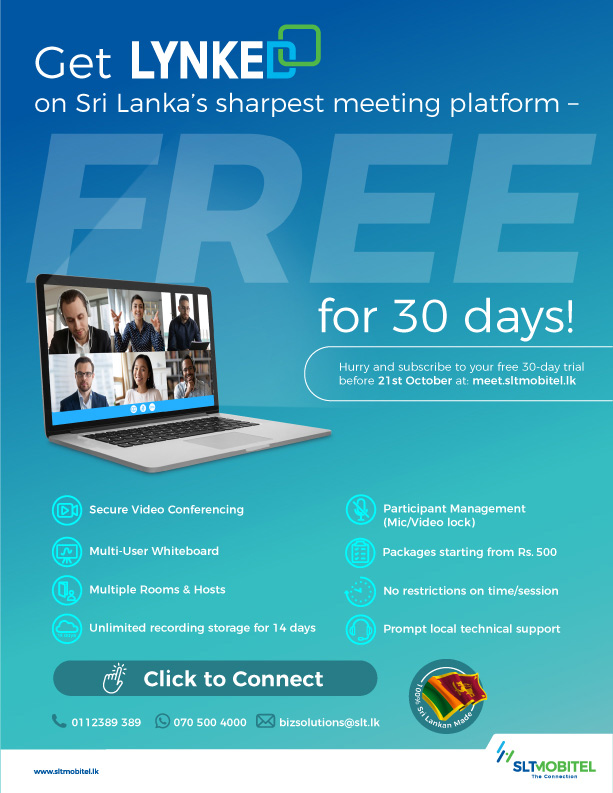 Get LYNKED
on Sri Lanka's sharpest meeting platform –
FREE
for 30 days!
Hurry and subscribe to your free 30-day trial
before 21st October at: meet.sltmobitel.lk
Secure Video Conferencing
Multi-User Whiteboard
Multiple Rooms & Hosts
Unlimited recording storage for 14 days
Participant Management
(Mic/Video lock)
Packages starting from Rs. 500
No restrictions on time/session
Prompt local technical support
Click to Connect
0112389 389
070 500 4000
bizsolutions@slt.lk
100% Sri Lankan Made
www.sltmobitel.lk
SLTMOBITEL
The Connection